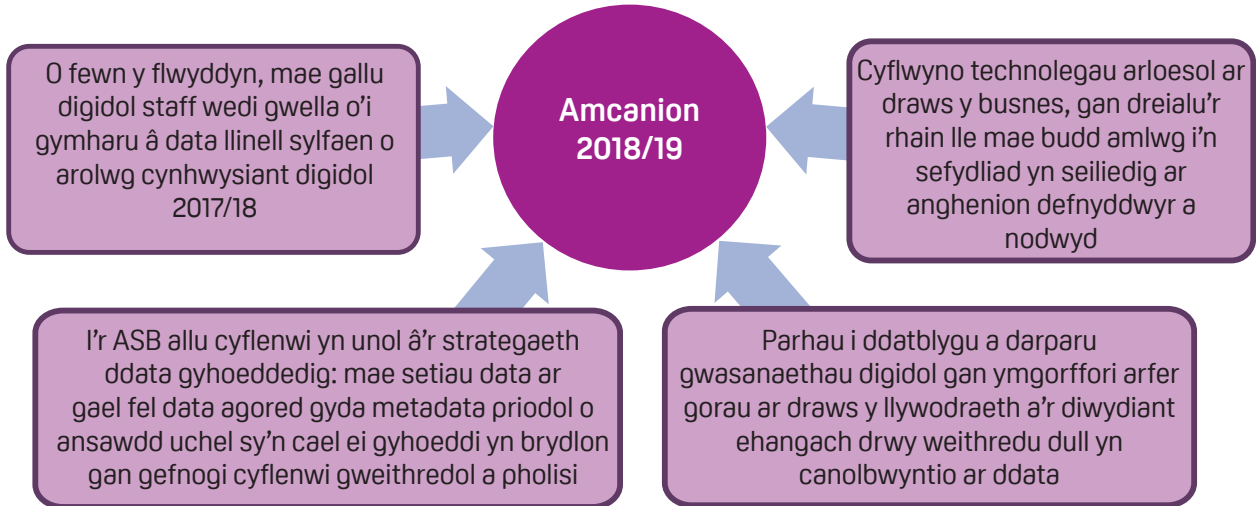 O fewn y flwyddyn, mae gallu
digidol staff wedi gwella o'i
gymharu â data llinell sylfaen o
arolwg cynhwysiant digidol
2017/18
Amcanion
2018/19
Cyflwyno technolegau arloesol ar
draws y busnes, gan dreialu'r
rhain lle mae budd amlwg i'n
sefydliad yn seiliedig ar
anghenion defnyddwyr a
nodwyd
I'r ASB allu cyflenwi yn unol â'r strategaeth
ddata gyhoeddedig: mae setiau data ar
gael fel data agored gyda metadata priodol o
ansawdd uchel sy'n cael ei gyhoeddi yn brydlon
gan gefnogi cyflenwi gweithredol a pholisi
Parhau i ddatblygu a darparu
gwasanaethau digidol gan ymgorffori arfer
gorau ar draws y llywodraeth a'r diwydiant
ehangach drwy weithredu dull yn
canolbwyntio ar ddata